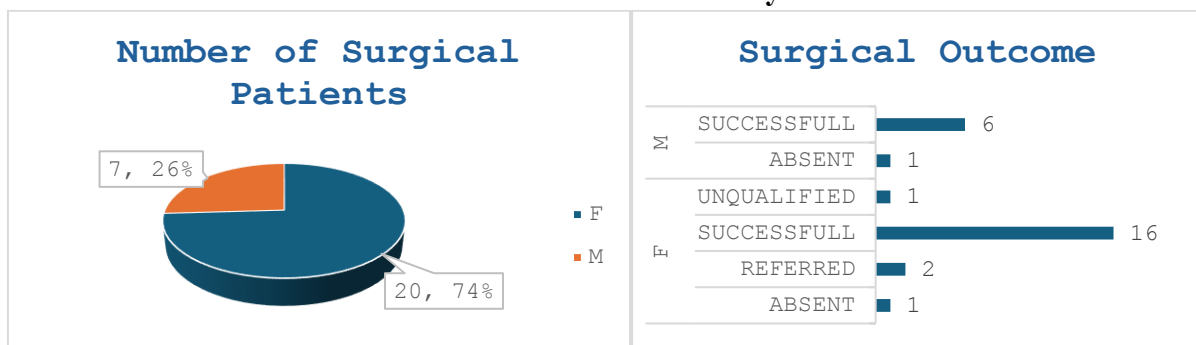 Number of Surgical
Patients
7, 26%
F
M
20, 74%
Surgical Outcome
M
SUCCESSFULL 6
ABSENT 1
F
UNQUALIFIED 1
SUCCESSFULL 16
REFERRED 2
ABSENT 1